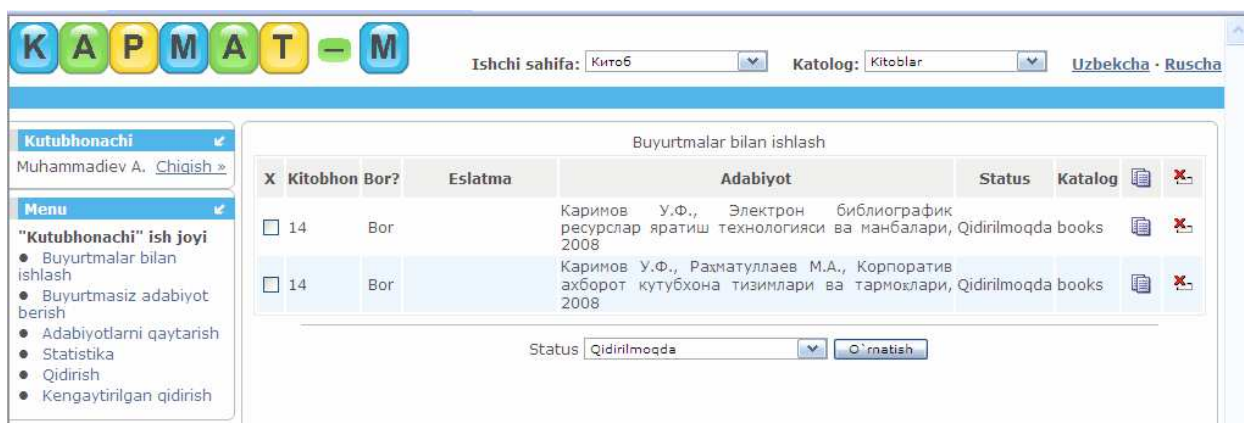 КАРМАТ – М
Ishchi sahifa: Китоб Katolog: Kitoblar Uzbekcha · Ruscha
Kutubhonachi
Muhammadiev A. Chiqish »
Menu
"Kutubhonachi" ish joyi
Buyurtmalar bilan
ishlash
Buyurtmasiz adabiyot
berish
Adabiyotlarni qaytarish
Statistika
Qidirish
Kengaytirilgan qidirish
Buyurtmalar bilan ishlash
X Kitobhon Bor? Eslatma Adabiyot Status Katalog
14 Bor Каримов У.Ф., Электрон библиографик
ресурслар яратиш технологияси ва манбалари, Qidirilmoqda books
2008
14 Bor Каримов У.Ф., Рахматуллаев М.А., Корпоратив
ахборот кутубхона тизимлари ва тармоқлари, Qidirilmoqda books
2008
Status Qidirilmoqda O`rnatish